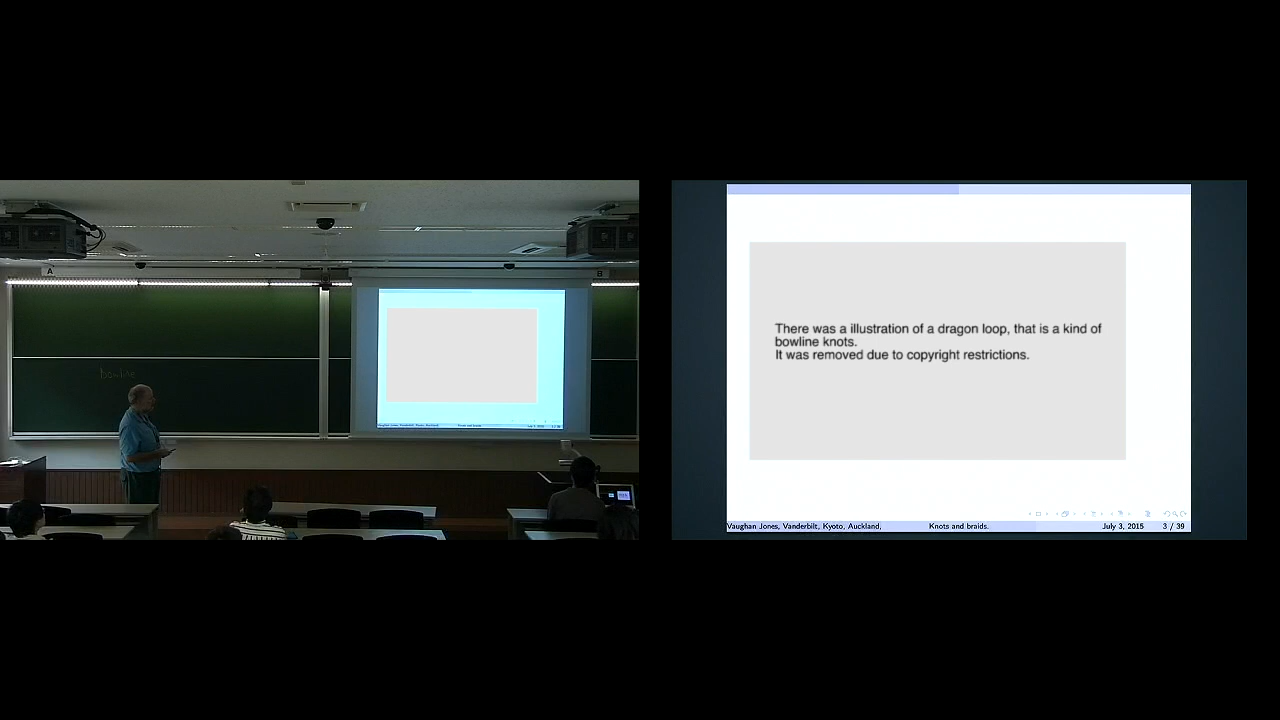 A
B
bowline
There was a illustration of a dragon loop, that is a kind of
bowline knots.
It was removed due to copyright restrictions.
Vaughan Jones, Vanderbilt, Kyoto, Auckland, Knots and braids. July 3, 2015 3 / 39